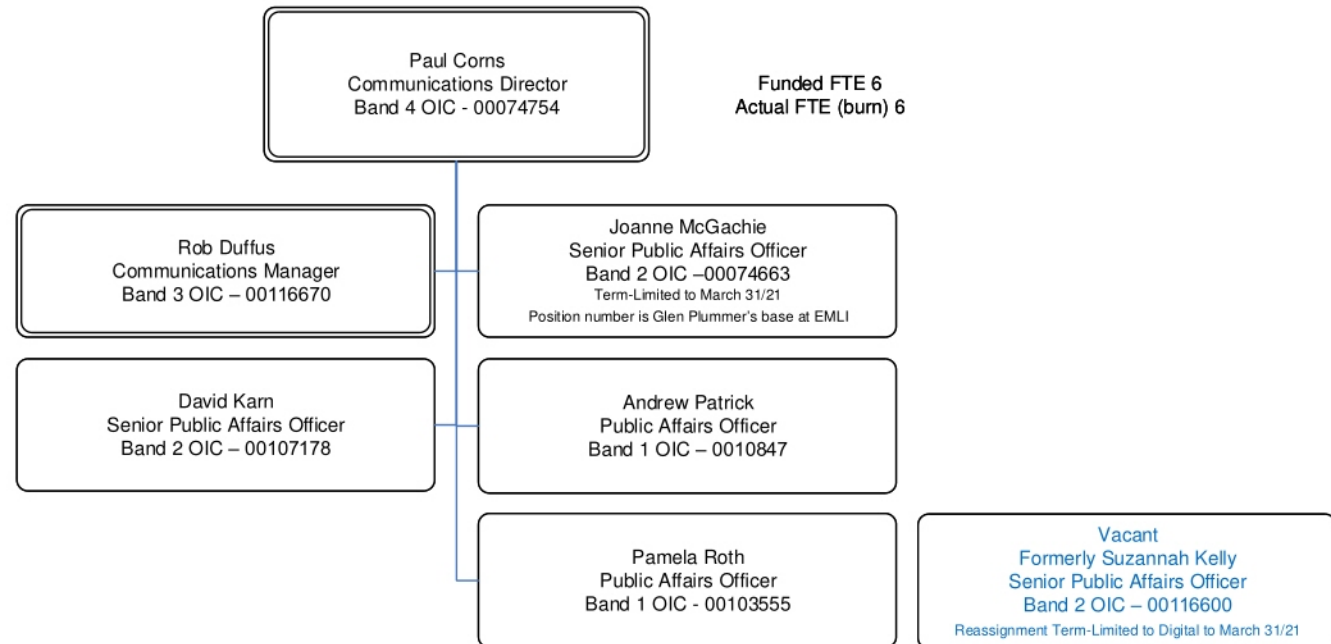 Paul Corns
Communications Director
Band 4 OIC - 00074754
Funded FTE 6
Actual FTE (burn) 6
Rob Duffus
Communications Manager
Band 3 OIC – 00116670
Joanne McGachie
Senior Public Affairs Officer
Band 2 OIC –00074663
Term-Limited to March 31/21
Position number is Glen Plummer's base at EMLI
David Karn
Senior Public Affairs Officer
Band 2 OIC – 00107178
Andrew Patrick
Public Affairs Officer
Band 1 OIC – 0010847
Pamela Roth
Public Affairs Officer
Band 1 OIC - 00103555
Vacant
Formerly Suzannah Kelly
Senior Public Affairs Officer
Band 2 OIC – 00116600
Reassignment Term-Limited to Digital to March 31/21